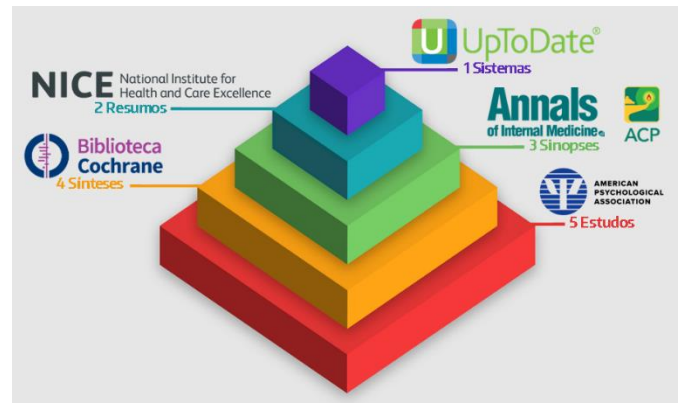 UpToDate®
1 Sistemas
NICE National Institute for
Health and Care Excellence
2 Resumos
Annals
of Internal Medicine®
ACP
3 Sinopses
Biblioteca
Cochrane
4 Sínteses
AMERICAN
PSYCHOLOGICAL
ASSOCIATION
5 Estudos